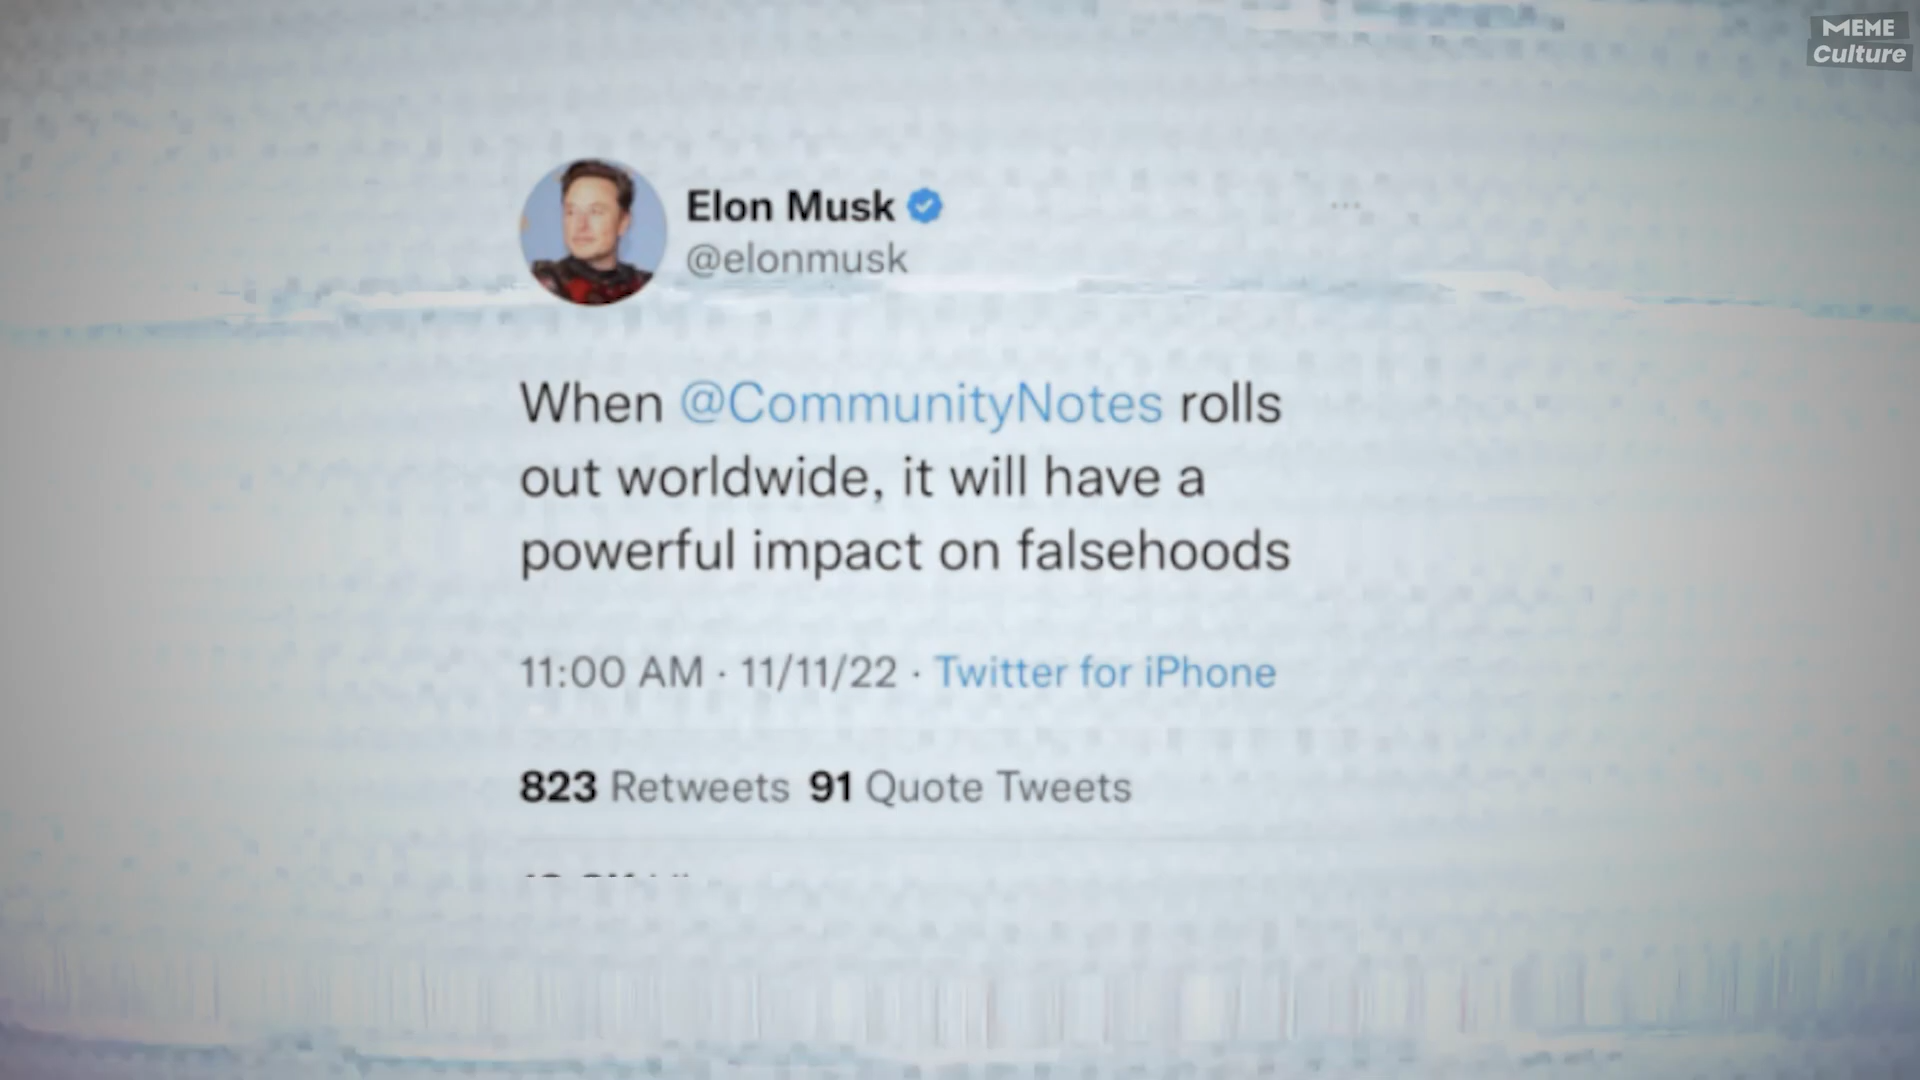 MEME
Culture
Elon Musk
@elonmusk
When @CommunityNotes rolls
out worldwide, it will have a
powerful impact on falsehoods
11:00 AM · 11/11/22 · Twitter for iPhone
823 Retweets 91 Quote Tweets